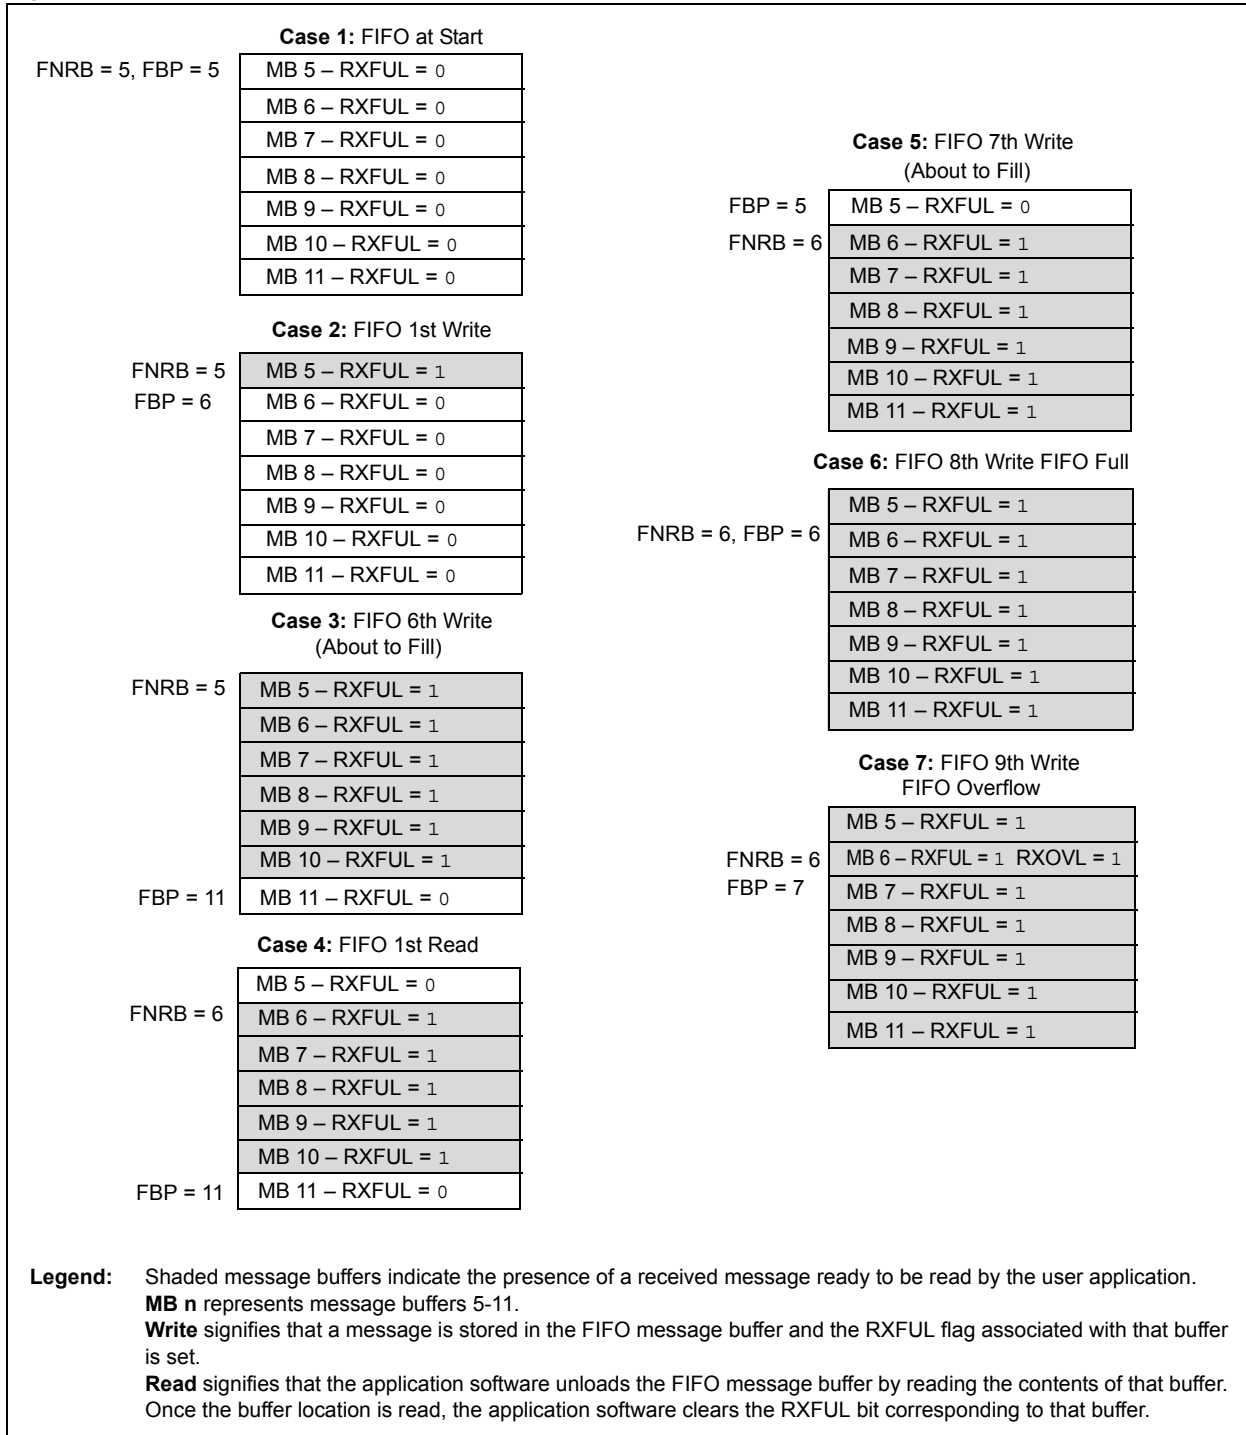 Case 1: FIFO at Start
FNRB = 5, FBP = 5
MB 5 – RXFUL = 0
MB 6 – RXFUL = 0
MB 7 – RXFUL = 0
MB 8 – RXFUL = 0
MB 9 – RXFUL = 0
MB 10 – RXFUL = 0
MB 11 – RXFUL = 0
Case 2: FIFO 1st Write
FNRB = 5
MB 5 – RXFUL = 1
FBP = 6
MB 6 – RXFUL = 0
MB 7 – RXFUL = 0
MB 8 – RXFUL = 0
MB 9 – RXFUL = 0
MB 10 – RXFUL = 0
MB 11 – RXFUL = 0
Case 3: FIFO 6th Write
(About to Fill)
FNRB = 5
MB 5 – RXFUL = 1
MB 6 – RXFUL = 1
MB 7 – RXFUL = 1
MB 8 – RXFUL = 1
MB 9 – RXFUL = 1
MB 10 – RXFUL = 1
FBP = 11
MB 11 – RXFUL = 0
Case 4: FIFO 1st Read
MB 5 – RXFUL = 0
FNRB = 6
MB 6 – RXFUL = 1
MB 7 – RXFUL = 1
MB 8 – RXFUL = 1
MB 9 – RXFUL = 1
MB 10 – RXFUL = 1
FBP = 11
MB 11 – RXFUL = 0
Case 5: FIFO 7th Write
(About to Fill)
FBP = 5
MB 5 – RXFUL = 0
FNRB = 6
MB 6 – RXFUL = 1
MB 7 – RXFUL = 1
MB 8 – RXFUL = 1
MB 9 – RXFUL = 1
MB 10 – RXFUL = 1
MB 11 – RXFUL = 1
Case 6: FIFO 8th Write FIFO Full
MB 5 – RXFUL = 1
FNRB = 6, FBP = 6
MB 6 – RXFUL = 1
MB 7 – RXFUL = 1
MB 8 – RXFUL = 1
MB 9 – RXFUL = 1
MB 10 – RXFUL = 1
MB 11 – RXFUL = 1
Case 7: FIFO 9th Write
FIFO Overflow
MB 5 – RXFUL = 1
FNRB = 6
MB 6 – RXFUL = 1 RXOVL = 1
FBP = 7
MB 7 – RXFUL = 1
MB 8 – RXFUL = 1
MB 9 – RXFUL = 1
MB 10 – RXFUL = 1
MB 11 – RXFUL = 1
Legend: Shaded message buffers indicate the presence of a received message ready to be read by the user application.
MB n represents message buffers 5-11.
Write signifies that a message is stored in the FIFO message buffer and the RXFUL flag associated with that buffer
is set.
Read signifies that the application software unloads the FIFO message buffer by reading the contents of that buffer.
Once the buffer location is read, the application software clears the RXFUL bit corresponding to that buffer.